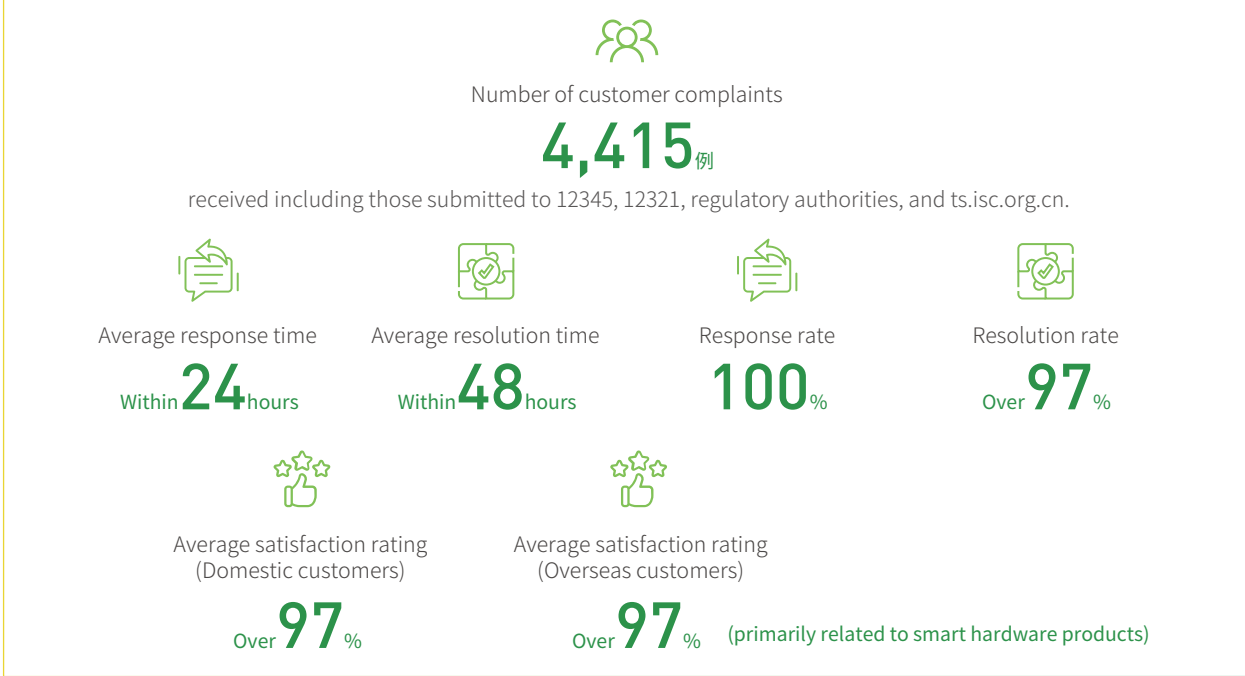 Number of customer complaints
4,415例
received including those submitted to 12345, 12321, regulatory authorities, and ts.isc.org.cn.
Average response time
Within 24 hours
Average resolution time
Within 48 hours
Response rate
100%
Resolution rate
Over 97%
Average satisfaction rating
(Domestic customers)
Over 97%
Average satisfaction rating
(Overseas customers)
Over 97% (primarily related to smart hardware products)